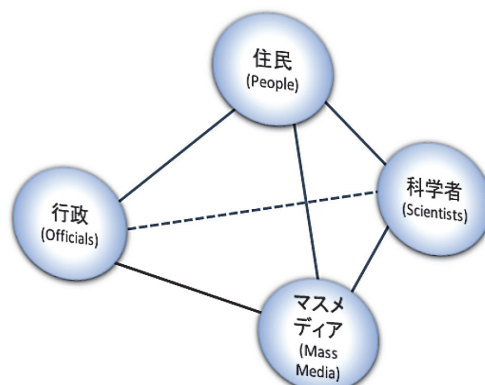 住民
(People)
科学者
(Scientists)
行政
(Officials)
マスメ
ディア
(Mass
Media)